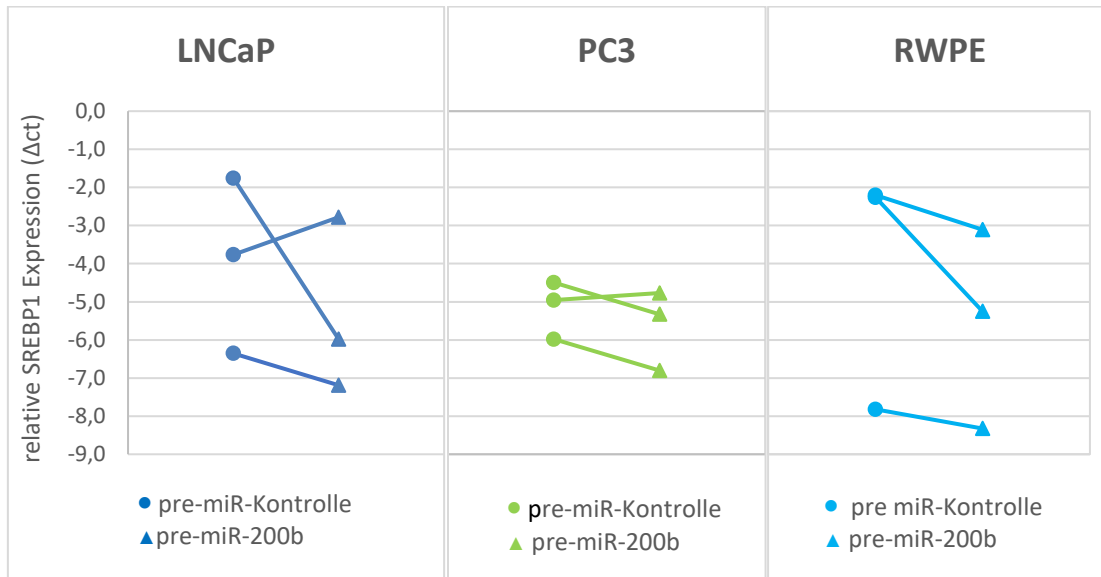 LNCaP
PC3
RWPE
relative SREBP1 Expression (Δct)
0,0
-1,0
-2,0
-3,0
-4,0
-5,0
-6,0
-7,0
-8,0
-9,0
pre-miR-Kontrolle
pre-miR-200b
pre-miR-Kontrolle
pre-miR-200b
pre miR-Kontrolle
pre-miR-200b